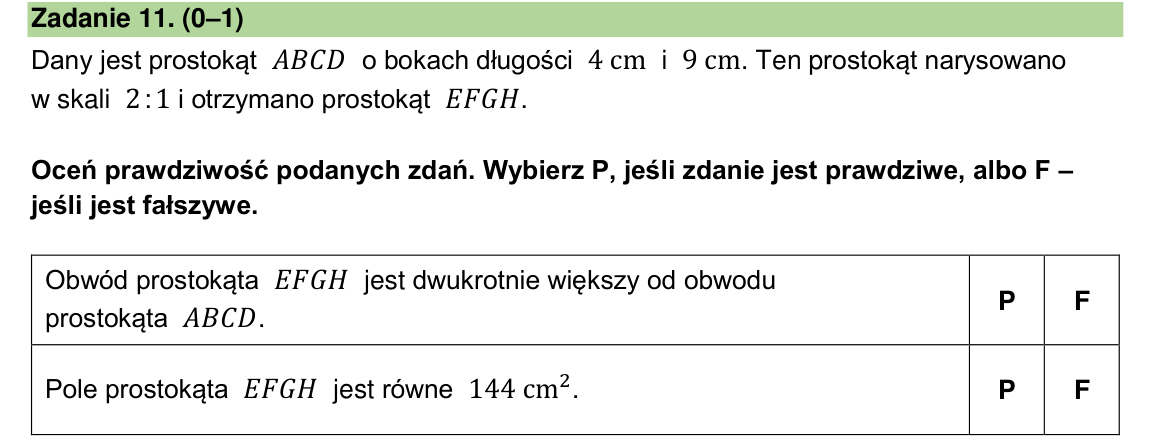 Zadanie 11. (0–1)
Dany jest prostokąt ABCD o bokach długości 4 cm i 9 cm. Ten prostokąt narysowano
w skali 2 : 1 i otrzymano prostokąt EFGH.
Oceń prawdziwość podanych zdań. Wybierz P, jeśli zdanie jest prawdziwe, albo F –
jeśli jest fałszywe.
Obwód prostokąta EFGH jest dwukrotnie większy od obwodu
prostokąta ABCD.
P F
Pole prostokąta EFGH jest równe 144 cm².
P F